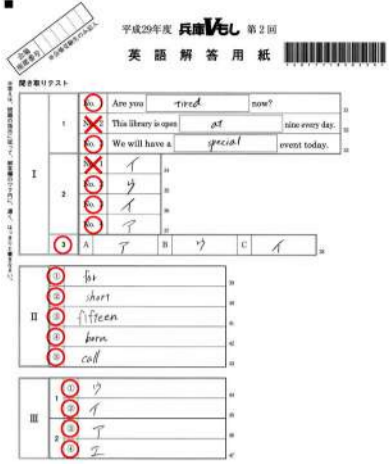 平成29年度 兵庫Vもし 第2回
英語解答用紙
聞き取りテスト
I
1
No. 1 Are you tired now?
No. 2 This library is open at nine every day.
No. 3 We will have a special event today.
2
No. 1 イ
No. 2 ウ
No. 3 イ
No. 4 ア
3 A ア B ウ C イ
II
① for
② short
③ fifteen
④ born
⑤ call
III
1
① ウ
② イ
2
③ ア
④ エ